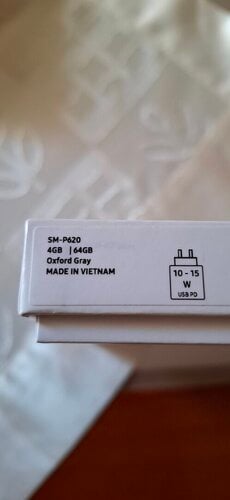 SM-P620
4GB | 64GB
Oxford Gray
MADE IN VIETNAM
10 - 15
W
USB PD